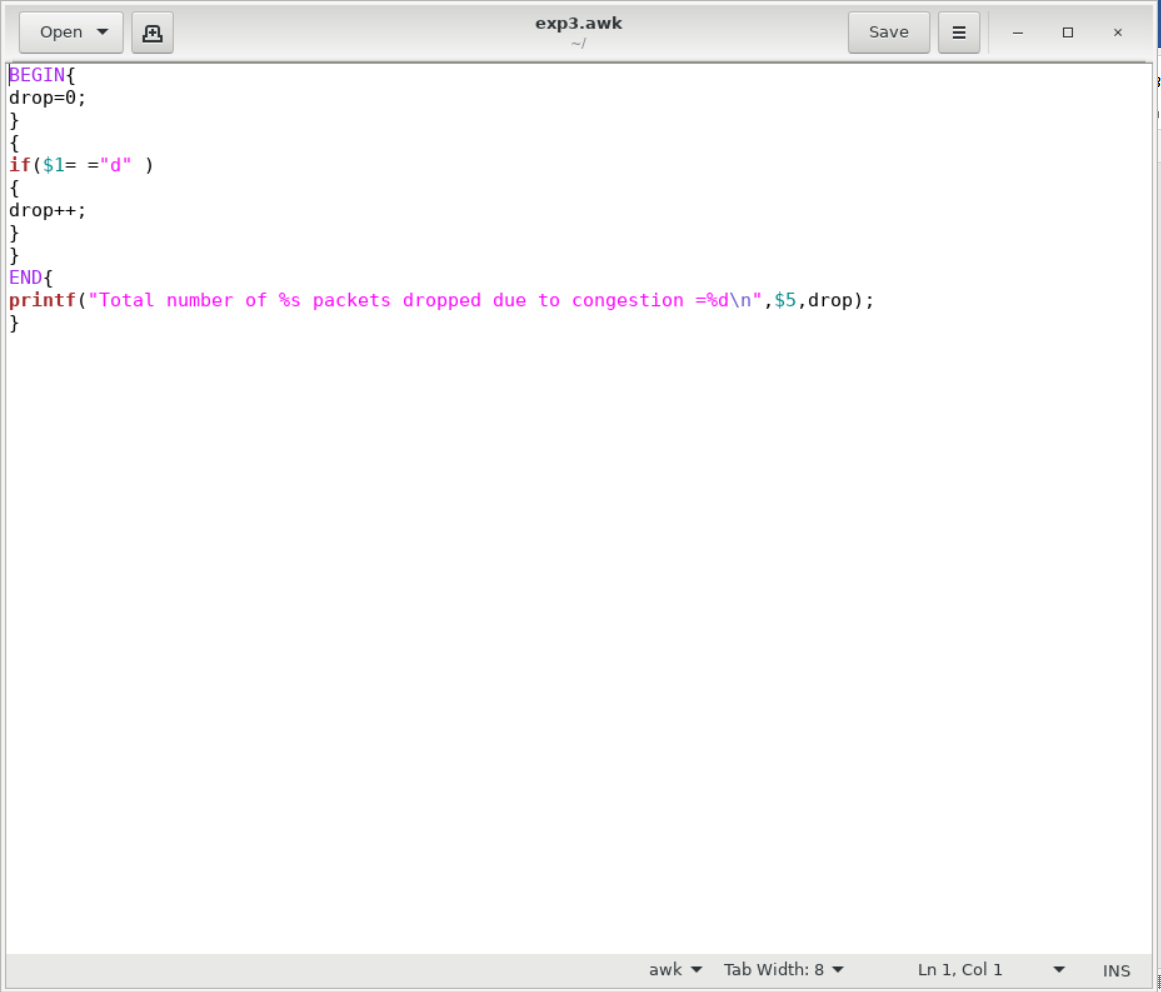 Open
exp3.awk
~/
Save
BEGIN{
drop=0;
}
{
if($1= ="d" )
{
drop++;
}
}
END{
printf("Total number of %s packets dropped due to congestion =%d\n",$5,drop);
}
awk
Tab Width: 8
Ln 1, Col 1
INS